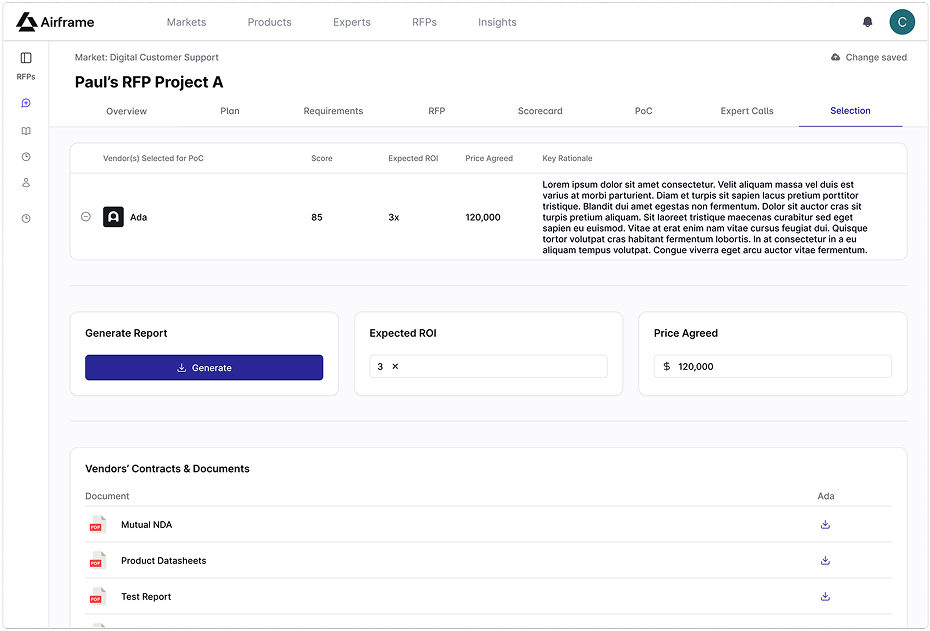 Airframe
Markets
Products
Experts
RFPs
Insights
C
RFPs
Market: Digital Customer Support
Change saved
Paul's RFP Project A
Overview
Plan
Requirements
RFP
Scorecard
PoC
Expert Calls
Selection
Vendor(s) Selected for PoC
Score
Expected ROI
Price Agreed
Key Rationale
Ada
85
3x
120,000
Lorem ipsum dolor sit amet consectetur. Velit aliquam massa vel duis est
varius at morbi parturient. Diam et turpis sit sapien lacus pretium porttitor
tristique. Blandit dui amet egestas non fermentum. Dolor sit auctor cras sit
turpis pretium aliquam. Sit laoreet tristique maecenas curabitur sed eget
sapien eu euismod. Vitae at erat enim nam vitae cursus feugiat dui. Quisque
tortor volutpat cras habitant fermentum lobortis. In at consectetur in a eu
aliquam tempus volutpat. Congue viverra eget arcu auctor vitae fermentum.
Generate Report
Generate
Expected ROI
3 ×
Price Agreed
$ 120,000
Vendors' Contracts & Documents
Document
Ada
PDF
Mutual NDA
PDF
Product Datasheets
PDF
Test Report